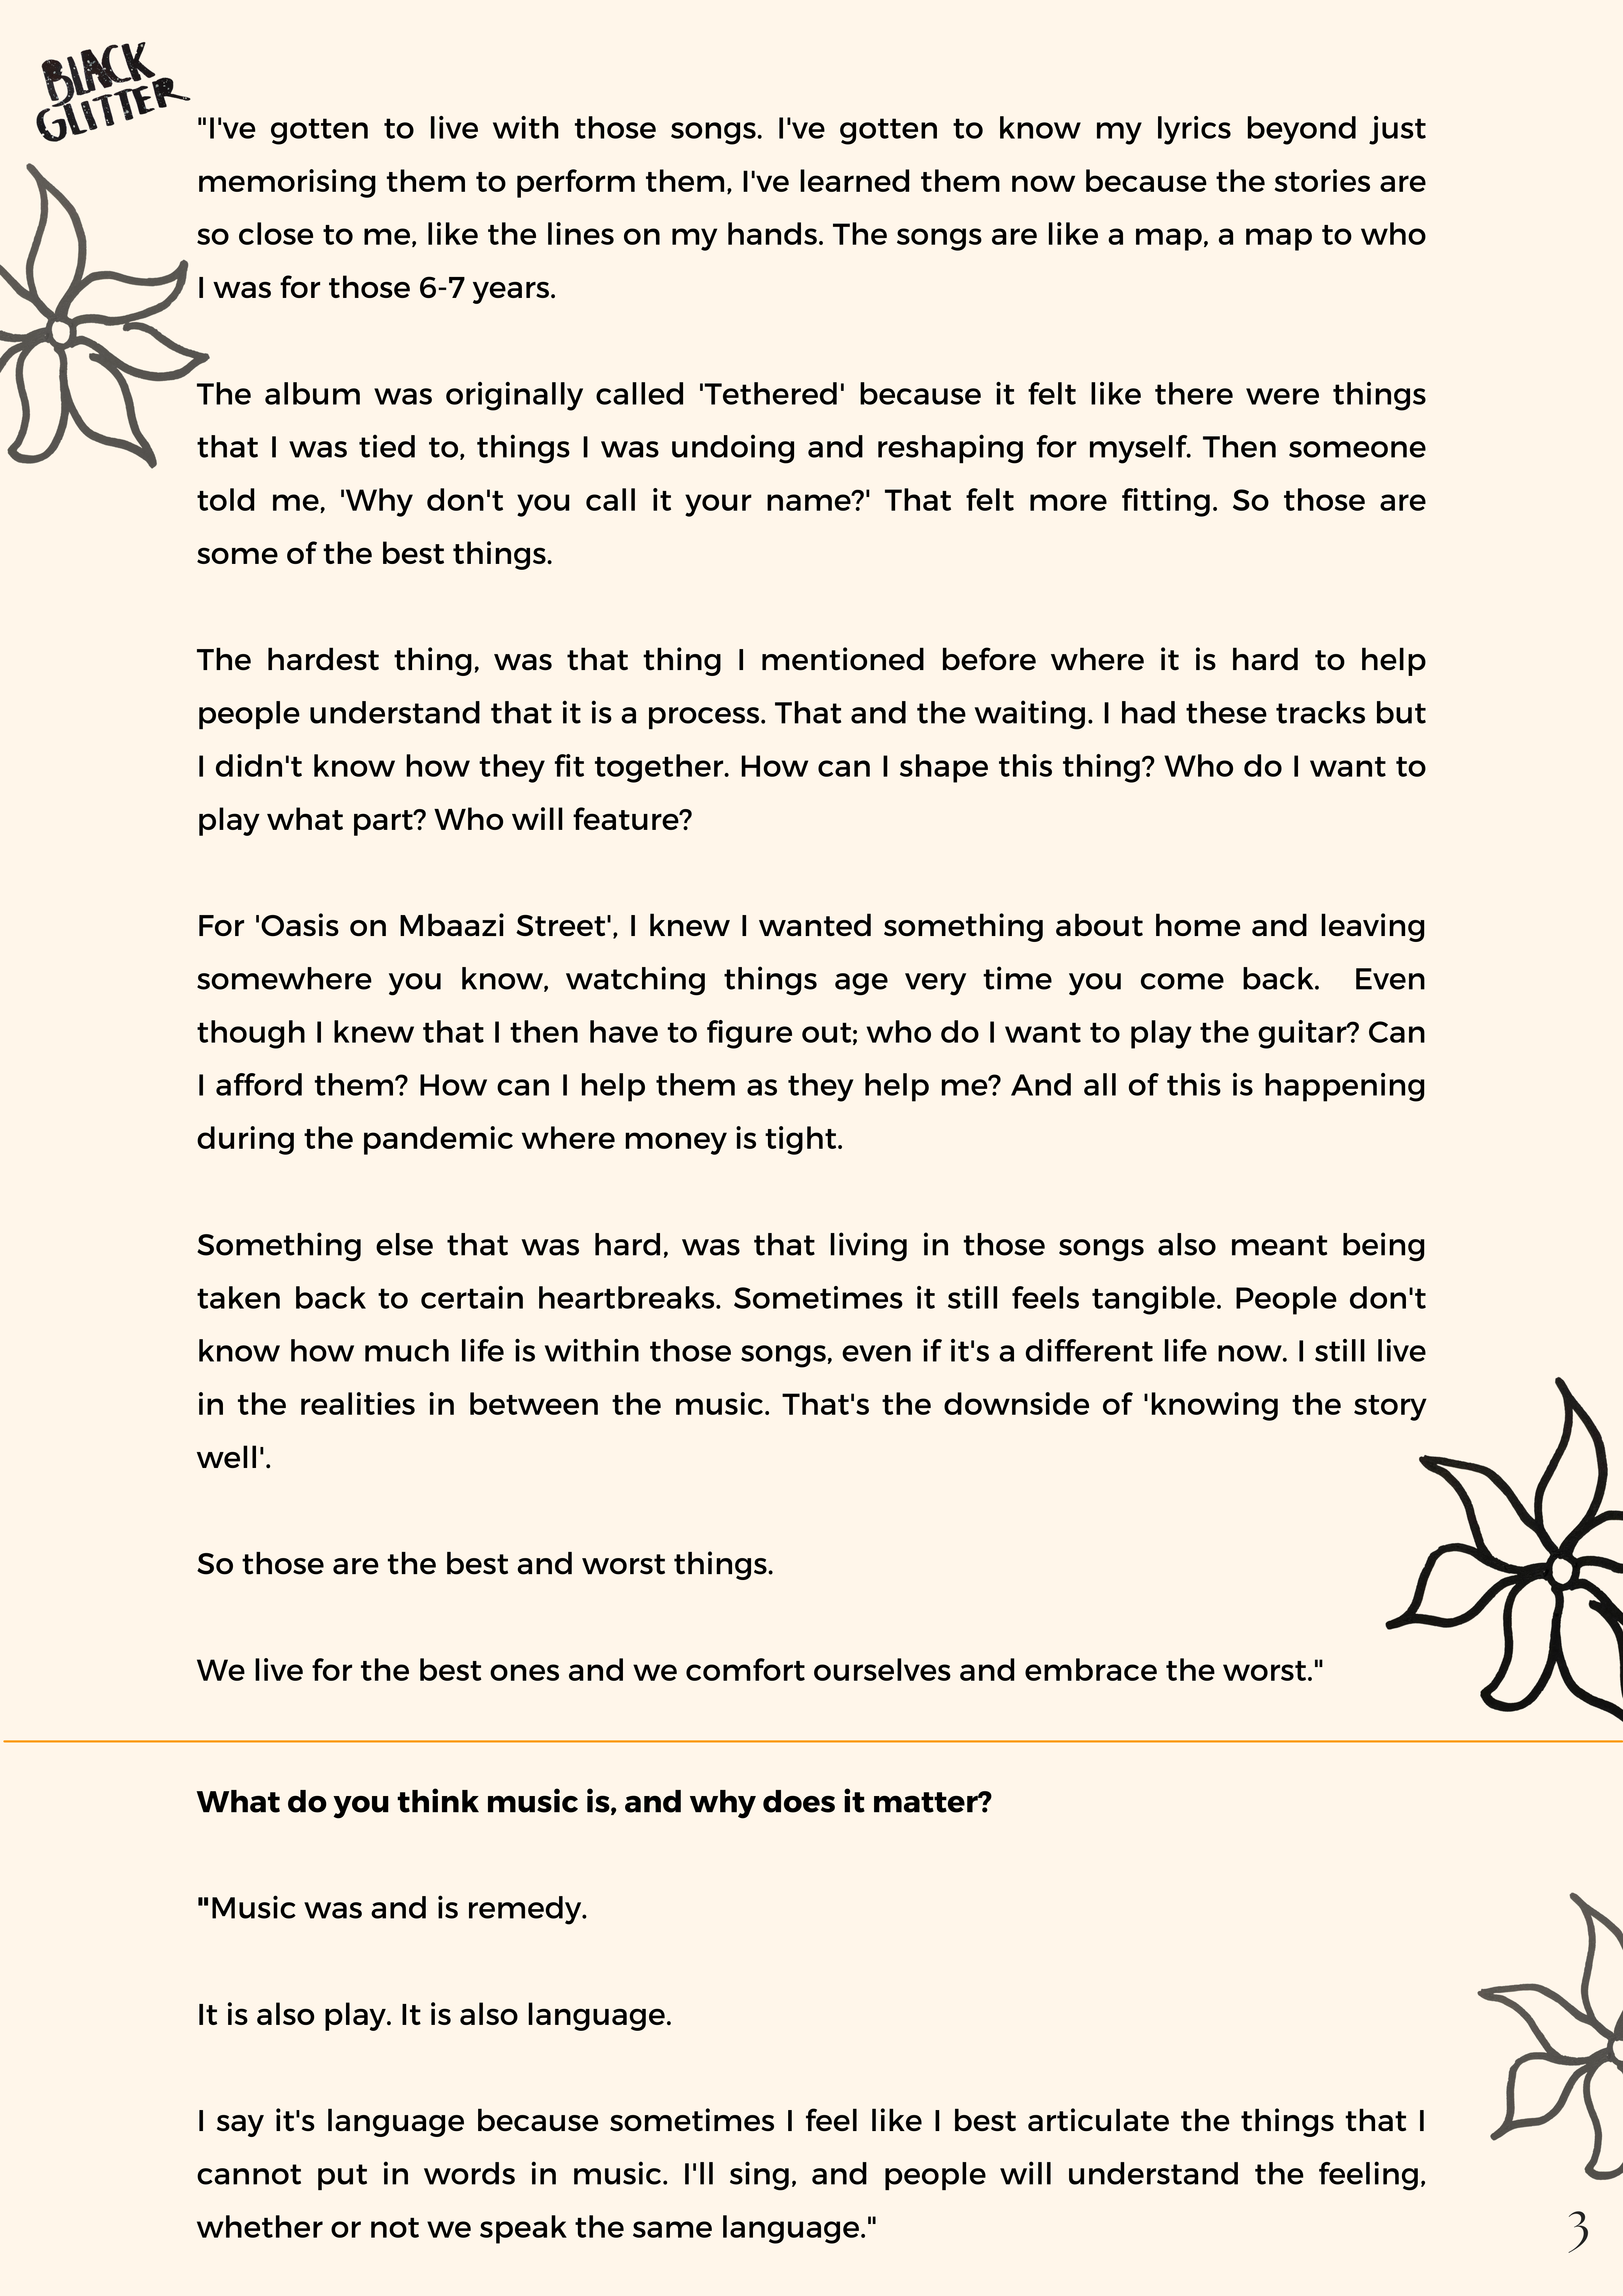 BLACK
GLITTER
"I've gotten to live with those songs. I've gotten to know my lyrics beyond just
memorising them to perform them, I've learned them now because the stories are
so close to me, like the lines on my hands. The songs are like a map, a map to who
I was for those 6-7 years.
The album was originally called 'Tethered' because it felt like there were things
that I was tied to, things I was undoing and reshaping for myself. Then someone
told me, 'Why don't you call it your name?' That felt more fitting. So those are
some of the best things.
The hardest thing, was that thing I mentioned before where it is hard to help
people understand that it is a process. That and the waiting. I had these tracks but
I didn't know how they fit together. How can I shape this thing? Who do I want to
play what part? Who will feature?
For 'Oasis on Mbaazi Street', I knew I wanted something about home and leaving
somewhere you know, watching things age very time you come back. Even
though I knew that I then have to figure out; who do I want to play the guitar? Can
I afford them? How can I help them as they help me? And all of this is happening
during the pandemic where money is tight.
Something else that was hard, was that living in those songs also meant being
taken back to certain heartbreaks. Sometimes it still feels tangible. People don't
know how much life is within those songs, even if it's a different life now. I still live
in the realities in between the music. That's the downside of 'knowing the story
well'.
So those are the best and worst things.
We live for the best ones and we comfort ourselves and embrace the worst."
What do you think music is, and why does it matter?
"Music was and is remedy.
It is also play. It is also language.
I say it's language because sometimes I feel like I best articulate the things that I
cannot put in words in music. I'll sing, and people will understand the feeling,
whether or not we speak the same language."
3